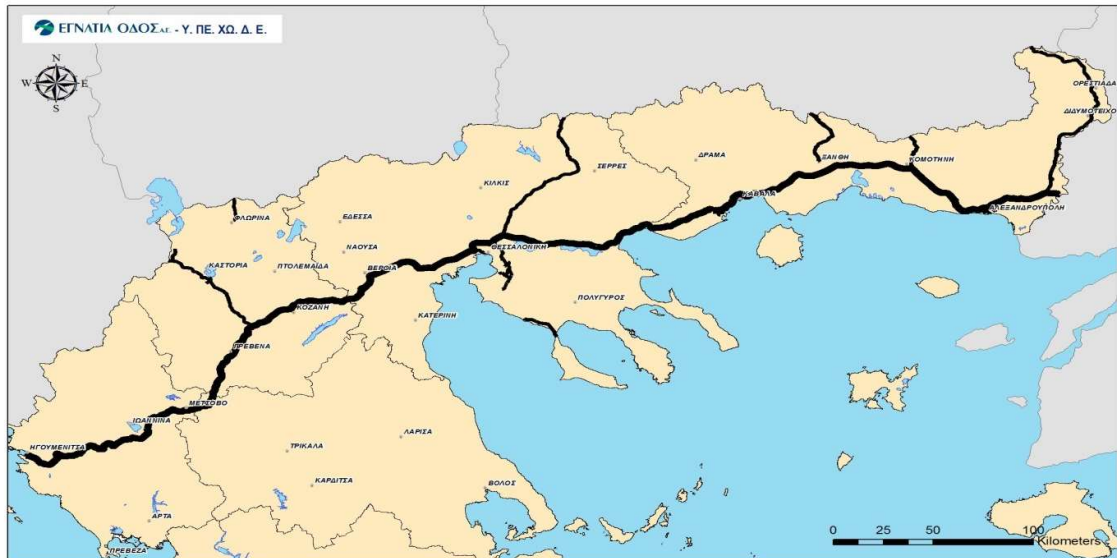 ΕΓΝΑΤΙΑ ΟΔΟΣ Α.Ε. - Υ. ΠΕ. ΧΩ. Δ. Ε.
N
W E
S
ΟΡΕΣΤΙΑΔΑ
ΔΙΔΥΜΟΤΕΙΧΟ
ΔΡΑΜΑ
ΞΑΝΘΗ
ΚΟΜΟΤΗΝΗ
ΣΕΡΡΕΣ
ΚΙΛΚΙΣ
ΚΑΒΑΛΑ
ΑΛΕΞΑΝΔΡΟΥΠΟΛΗ
ΦΛΩΡΙΝΑ
ΕΔΕΣΣΑ
ΝΑΟΥΣΑ
ΘΕΣΣΑΛΟΝΙΚΗ
ΚΑΣΤΟΡΙΑ
ΠΤΟΛΕΜΑΪΔΑ
ΒΕΡΟΙΑ
ΠΟΛΥΓΥΡΟΣ
ΚΟΖΑΝΗ
ΚΑΤΕΡΙΝΗ
ΓΡΕΒΕΝΑ
ΜΕΤΣΟΒΟ
ΙΩΑΝΝΙΝΑ
ΗΓΟΥΜΕΝΙΤΣΑ
ΛΑΡΙΣΑ
ΤΡΙΚΑΛΑ
ΚΑΡΔΙΤΣΑ
ΒΟΛΟΣ
ΑΡΤΑ
ΠΡΕΒΕΖΑ
0 25 50 100
Kilometers